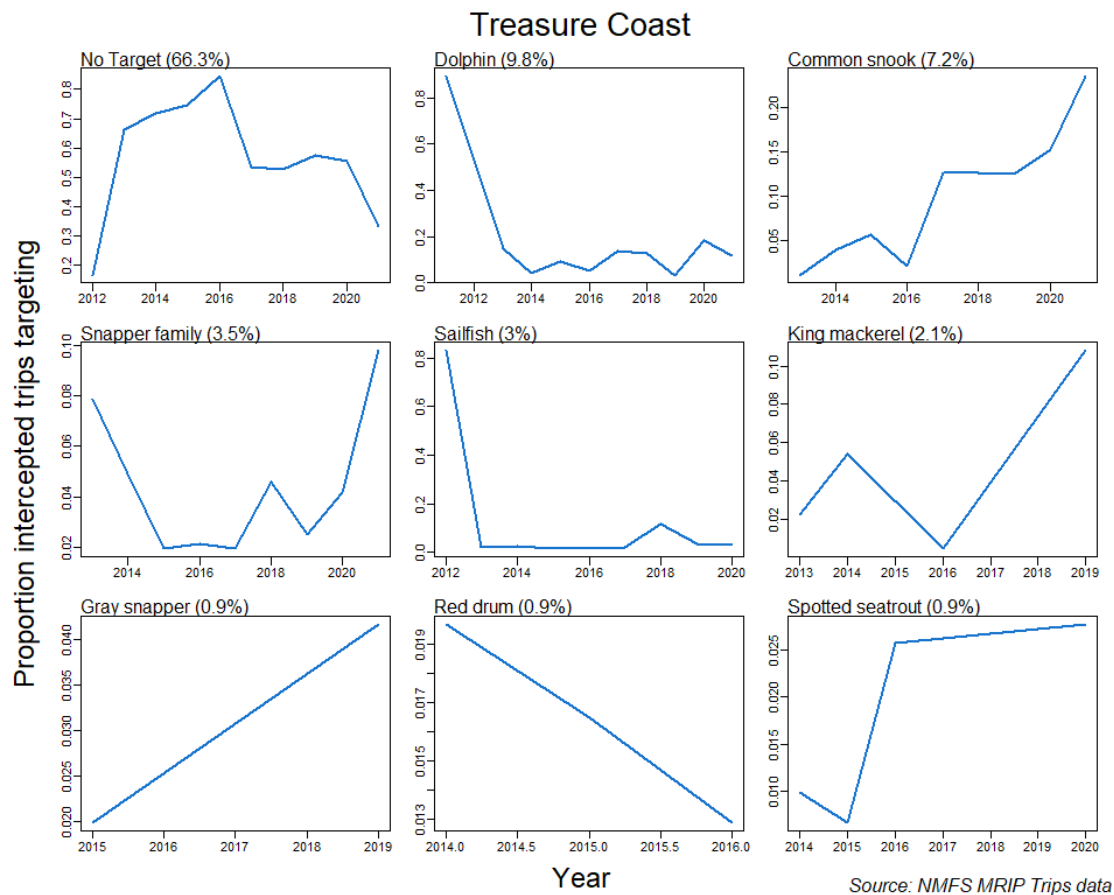 Treasure Coast
Proportion intercepted trips targeting
No Target (66.3%)
0.2 0.3 0.4 0.5 0.6 0.7 0.8
2012 2014 2016 2018 2020
Dolphin (9.8%)
0.0 0.2 0.4 0.6 0.8
2012 2014 2016 2018 2020
Common snook (7.2%)
0.05 0.10 0.15 0.20
2014 2016 2018 2020
Snapper family (3.5%)
0.02 0.04 0.06 0.08 0.10
2014 2016 2018 2020
Sailfish (3%)
0.0 0.2 0.4 0.6 0.8
2012 2014 2016 2018 2020
King mackerel (2.1%)
0.02 0.04 0.06 0.08 0.10
2013 2014 2015 2016 2017 2018 2019
Gray snapper (0.9%)
0.020 0.025 0.030 0.035 0.040
2015 2016 2017 2018 2019
Red drum (0.9%)
0.013 0.015 0.017 0.019
2014.0 2014.5 2015.0 2015.5 2016.0
Spotted seatrout (0.9%)
0.010 0.015 0.020 0.025
2014 2015 2016 2017 2018 2019 2020
Year
Source: NMFS MRIP Trips data